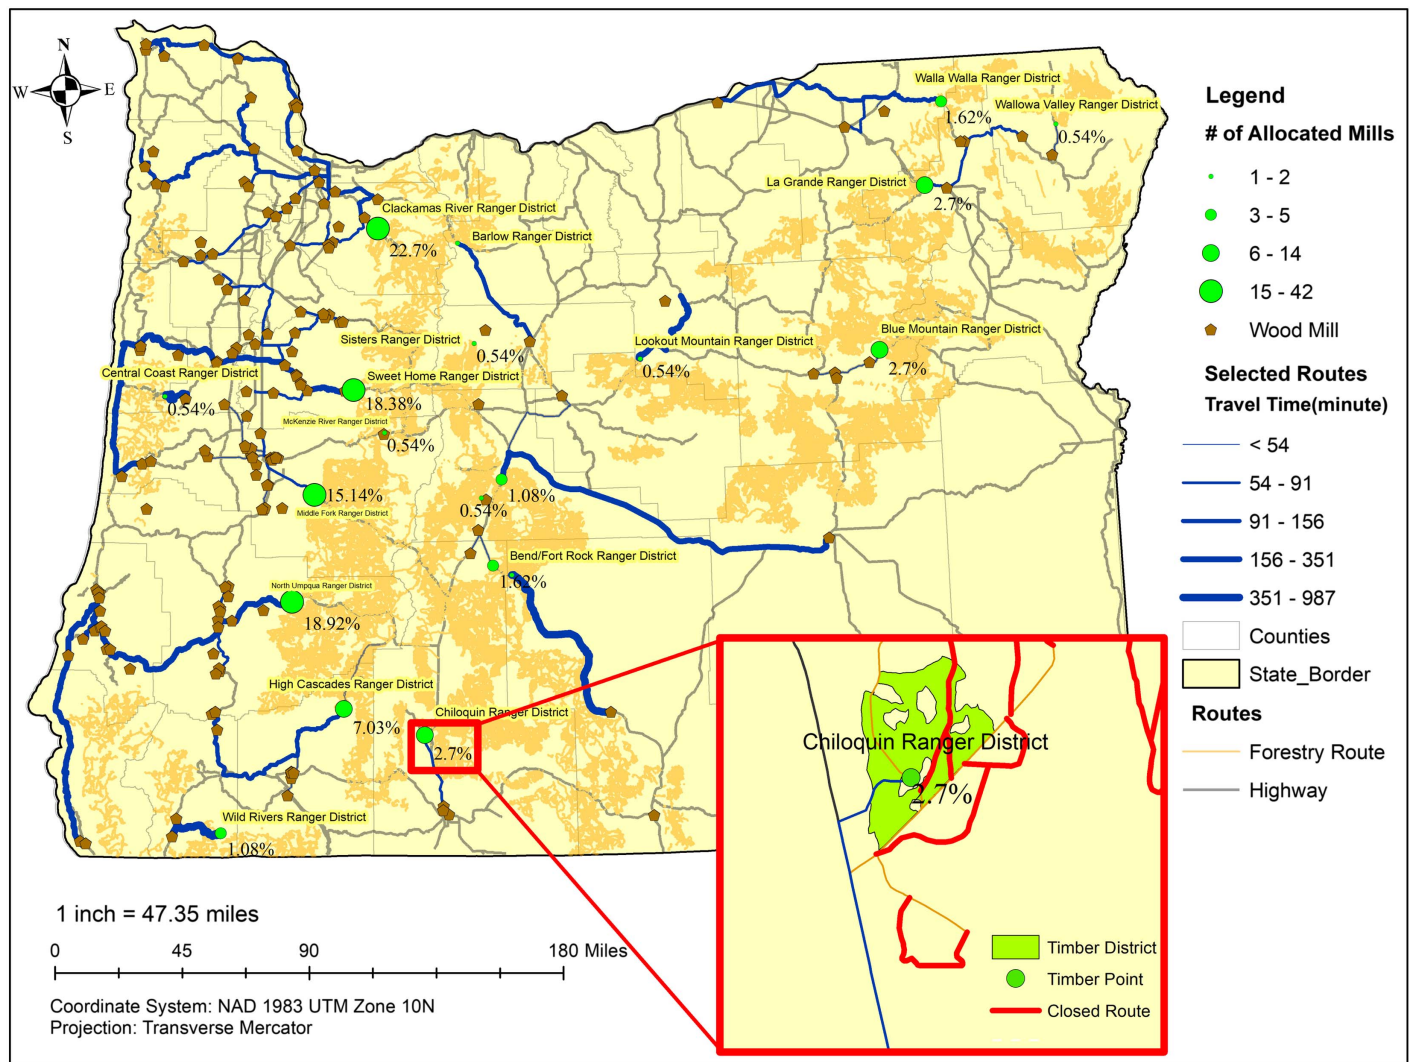 N
W
E
S
Walla Walla Ranger District
1.62%
Wallowa Valley Ranger District
0.54%
La Grande Ranger District
2.7%
Clackamas River Ranger District
22.7%
Barlow Ranger District
Sisters Ranger District
0.54%
Lookout Mountain Ranger District
0.54%
Blue Mountain Ranger District
2.7%
Central Coast Ranger District
0.54%
Sweet Home Ranger District
18.38%
McKenzie River Ranger District
0.54%
15.14%
Middle Fork Ranger District
1.08%
0.54%
Bend/Fort Rock Ranger District
1.62%
North Umpqua Ranger District
18.92%
High Cascades Ranger District
7.03%
Chiloquin Ranger District
2.7%
Wild Rivers Ranger District
1.08%
Chiloquin Ranger District
2.7%
Timber District
Timber Point
Closed Route
1 inch = 47.35 miles
0 45 90 180 Miles
Coordinate System: NAD 1983 UTM Zone 10N
Projection: Transverse Mercator
Legend
# of Allocated Mills
1 - 2
3 - 5
6 - 14
15 - 42
Wood Mill
Selected Routes
Travel Time(minute)
< 54
54 - 91
91 - 156
156 - 351
351 - 987
Counties
State_Border
Routes
Forestry Route
Highway